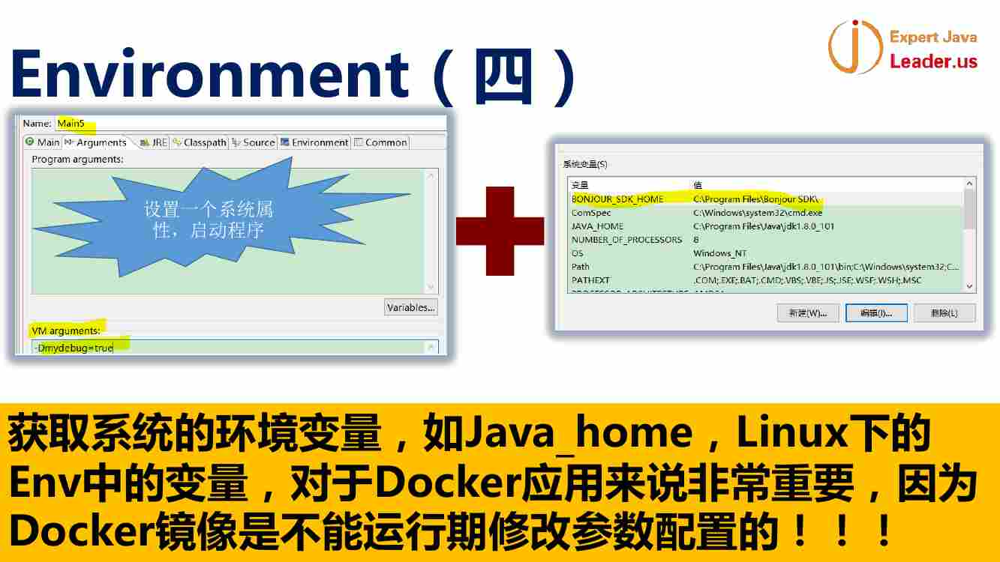 Expert Java
Leader.us
Environment（四）
Name: Main5
Main Arguments JRE Classpath Source Environment Common
Program arguments:
设置一个系统属
性，启动程序
Variables...
VM arguments:
-Dmydebug=true
系统变量(S)
变量 值
BONJOUR_SDK_HOME C:\Program Files\Bonjour SDK\
ComSpec C:\Windows\system32\cmd.exe
JAVA_HOME C:\Program Files\Java\jdk1.8.0_101
NUMBER_OF_PROCESSORS 8
OS Windows_NT
Path C:\Program Files\Java\jdk1.8.0_101\bin;C:\Windows\system32;C...
PATHEXT .COM;.EXE;.BAT;.CMD;.VBS;.VBE;.JS;.JSE;.WSF;.WSH;.MSC
新建(W)... 编辑(I)... 删除(L)
获取系统的环境变量，如Java_home，Linux下的
Env中的变量，对于Docker应用来说非常重要，因为
Docker镜像是不能运行期修改参数配置的！！！